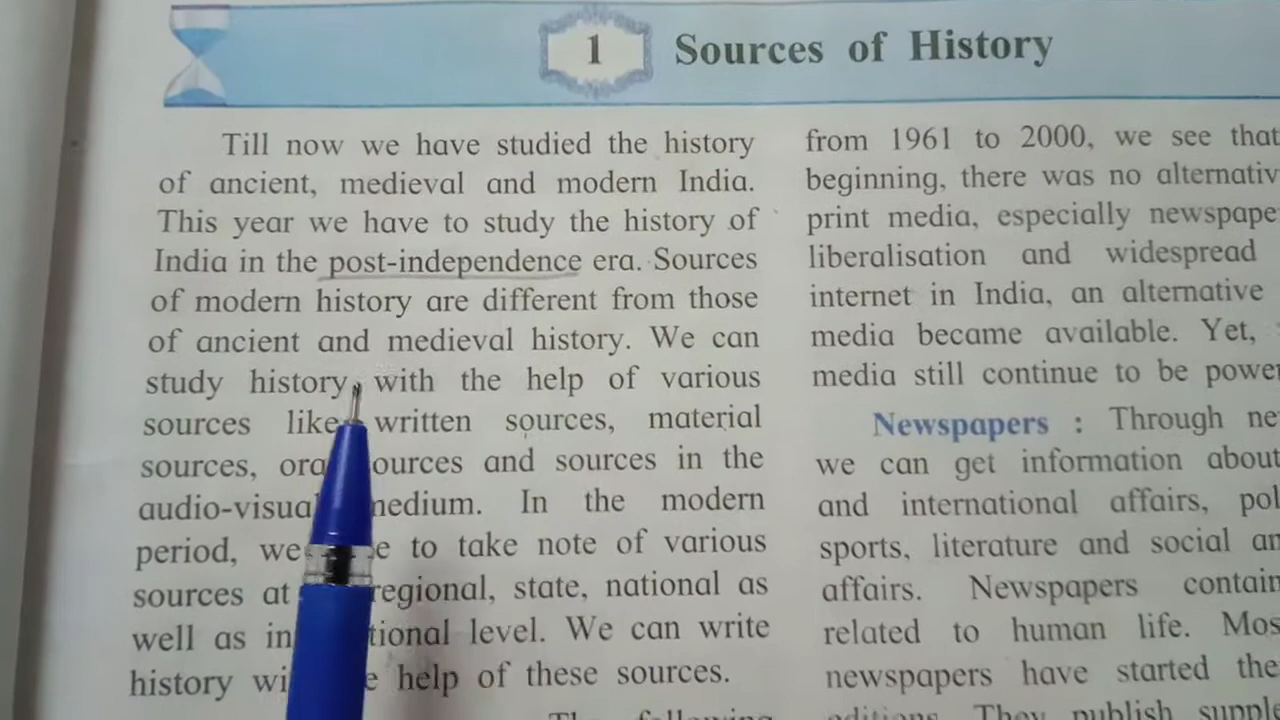 1 Sources of History
Till now we have studied the history
of ancient, medieval and modern India.
This year we have to study the history of
India in the post-independence era. Sources
of modern history are different from those
of ancient and medieval history. We can
study history with the help of various
sources like written sources, material
sources, ora ources and sources in the
audio-visua medium. In the modern
period, we e to take note of various
sources at regional, state, national as
well as in tional level. We can write
history wi e help of these sources.
The following
from 1961 to 2000, we see that
beginning, there was no alternativ
print media, especially newspape
liberalisation and widespread
internet in India, an alternative
media became available. Yet,
media still continue to be power
Newspapers : Through ne
we can get information about
and international affairs, pol
sports, literature and social an
affairs. Newspapers contain
related to human life. Mos
newspapers have started the
editions. They publish supple